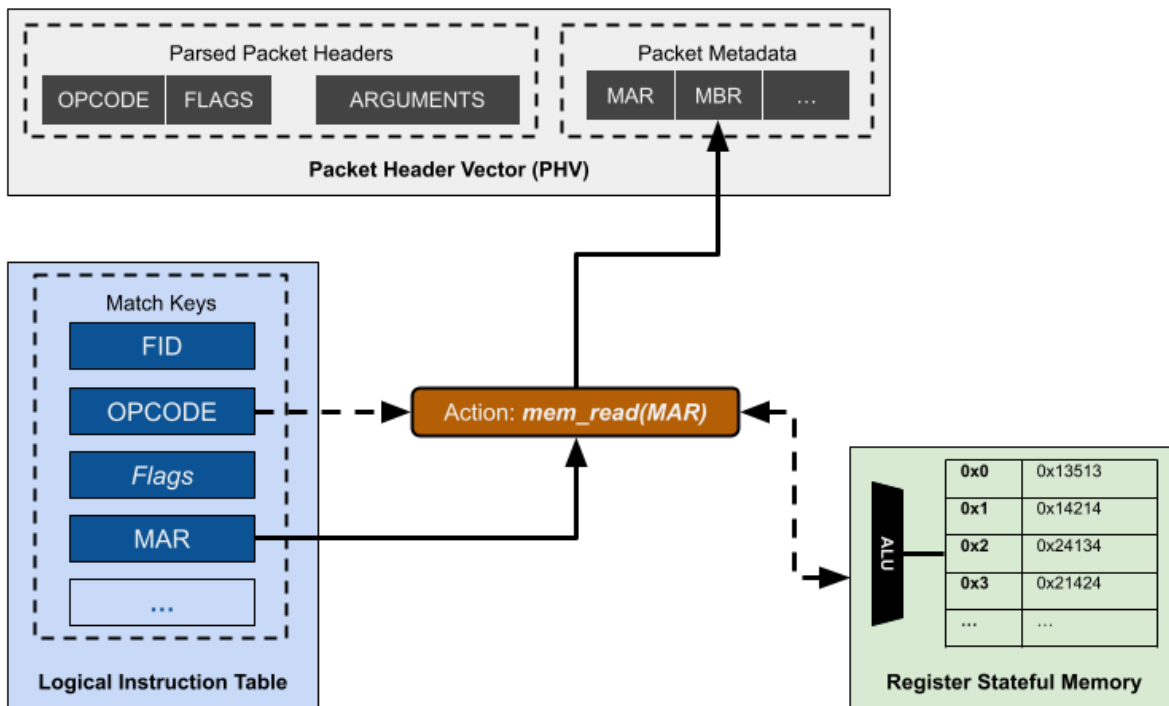 Parsed Packet Headers
OPCODE
FLAGS
ARGUMENTS
Packet Metadata
MAR
MBR
...
Packet Header Vector (PHV)
Match Keys
FID
OPCODE
Flags
MAR
...
Logical Instruction Table
Action: mem_read(MAR)
ALU
0x0 0x13513
0x1 0x14214
0x2 0x24134
0x3 0x21424
... ...
Register Stateful Memory